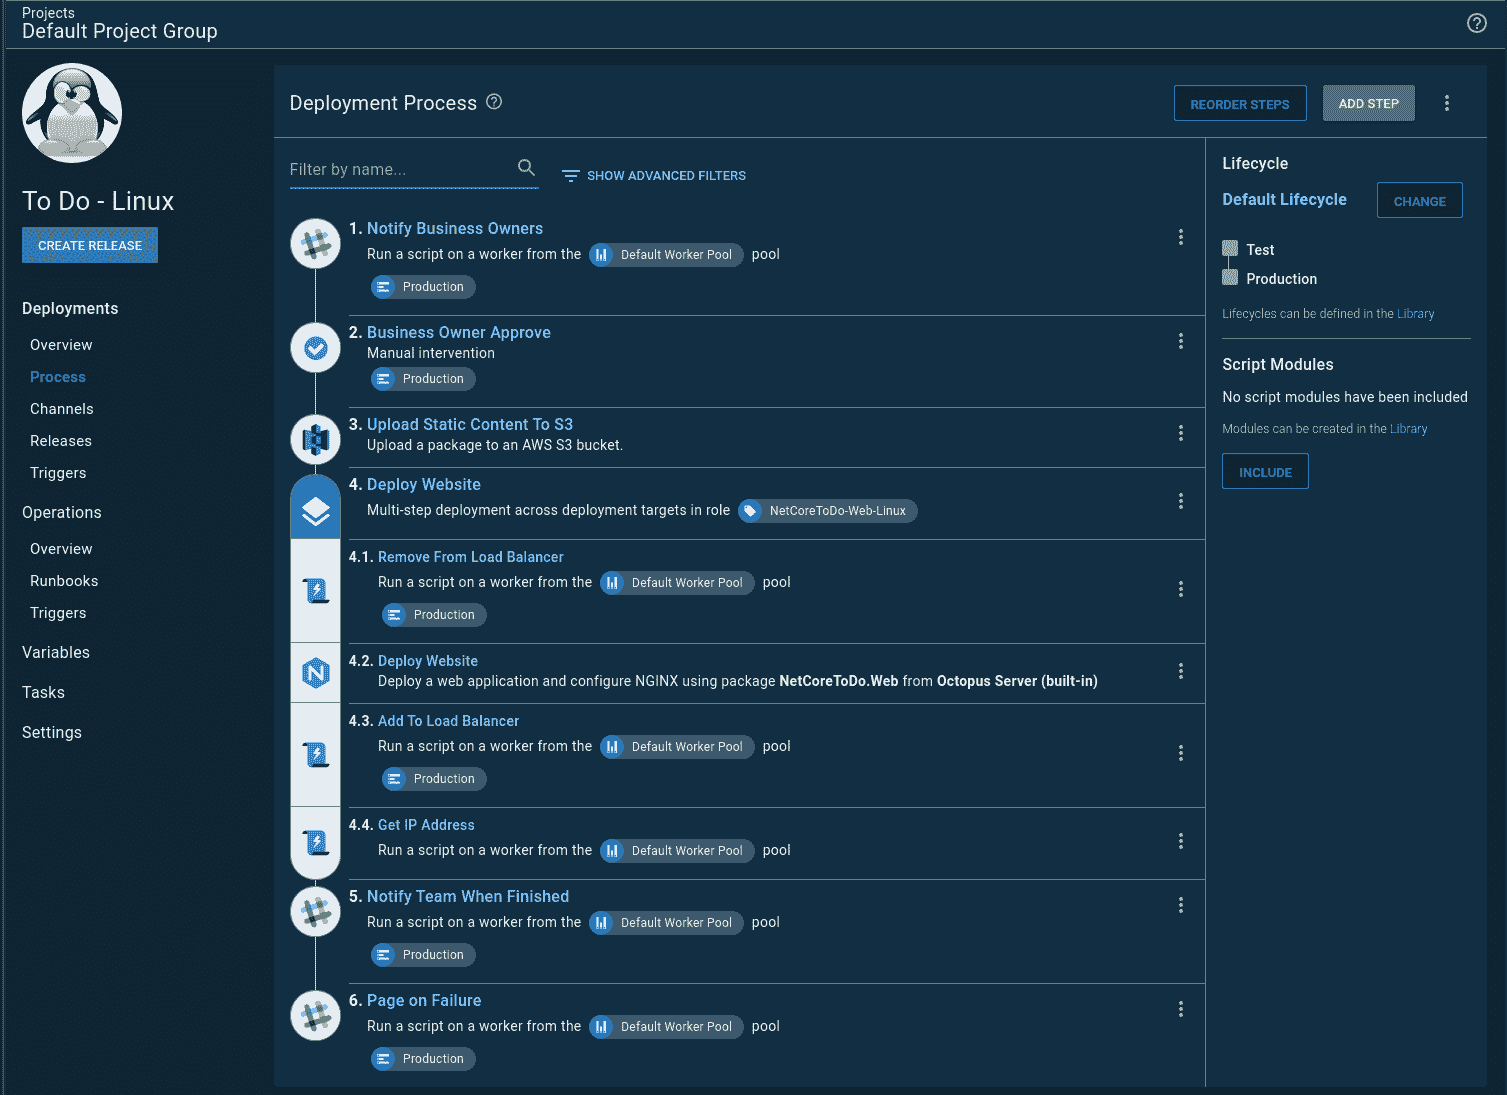 Projects
Default Project Group
To Do - Linux
CREATE RELEASE
Deployments
Overview
Process
Channels
Releases
Triggers
Operations
Overview
Runbooks
Triggers
Variables
Tasks
Settings
Deployment Process
REORDER STEPS
ADD STEP
Filter by name...
SHOW ADVANCED FILTERS
1. Notify Business Owners
Run a script on a worker from the Default Worker Pool pool
Production
2. Business Owner Approve
Manual intervention
Production
3. Upload Static Content To S3
Upload a package to an AWS S3 bucket.
4. Deploy Website
Multi-step deployment across deployment targets in role NetCoreToDo-Web-Linux
4.1. Remove From Load Balancer
Run a script on a worker from the Default Worker Pool pool
Production
4.2. Deploy Website
Deploy a web application and configure NGINX using package NetCoreToDo.Web from Octopus Server (built-in)
4.3. Add To Load Balancer
Run a script on a worker from the Default Worker Pool pool
Production
4.4. Get IP Address
Run a script on a worker from the Default Worker Pool pool
5. Notify Team When Finished
Run a script on a worker from the Default Worker Pool pool
Production
6. Page on Failure
Run a script on a worker from the Default Worker Pool pool
Production
Lifecycle
Default Lifecycle
CHANGE
Test
Production
Lifecycles can be defined in the Library
Script Modules
No script modules have been included
Modules can be created in the Library
INCLUDE